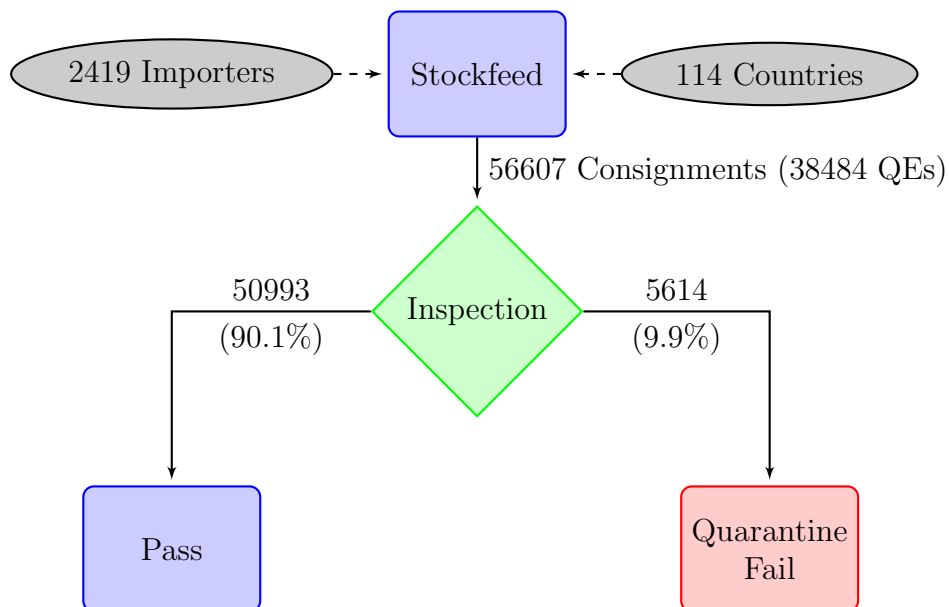 2419 Importers
Stockfeed
114 Countries
56607 Consignments (38484 QEs)
50993
(90.1%)
Inspection
5614
(9.9%)
Pass
Quarantine
Fail